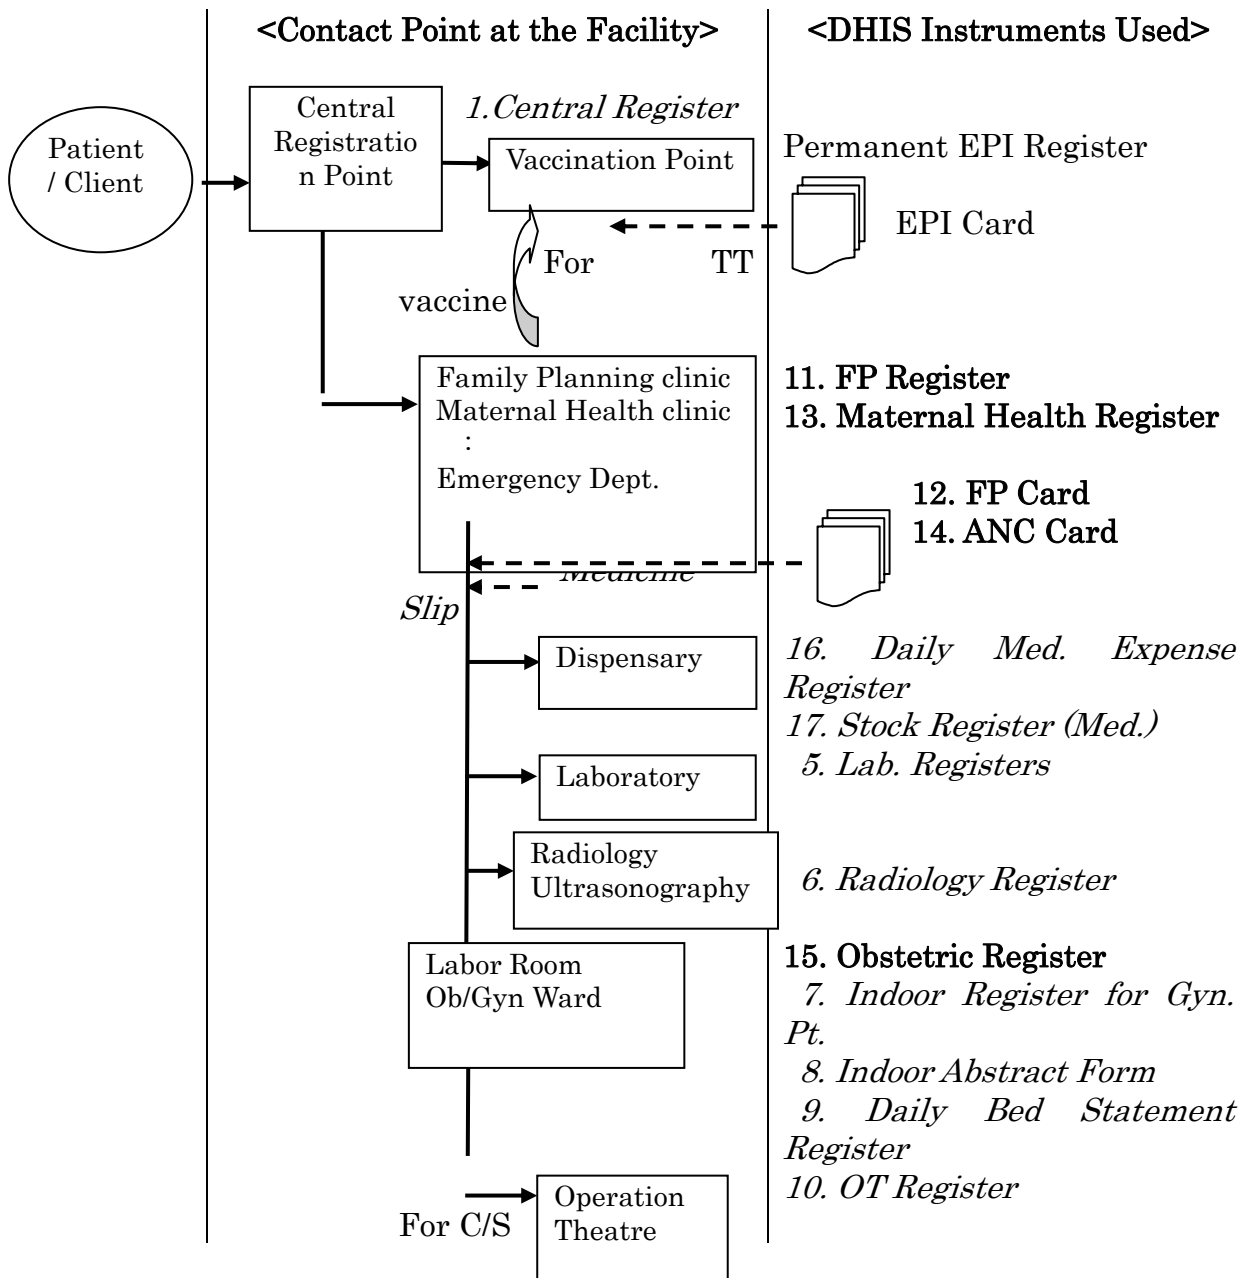 <Contact Point at the Facility>
<DHIS Instruments Used>
Patient
/ Client
Central
Registratio
n Point
1.Central Register
Vaccination Point
Permanent EPI Register
EPI Card
For TT
vaccine
Family Planning clinic
Maternal Health clinic
:
Emergency Dept.
11. FP Register
13. Maternal Health Register
12. FP Card
14. ANC Card
Medicine
Slip
Dispensary
16. Daily Med. Expense
Register
17. Stock Register (Med.)
Laboratory
5. Lab. Registers
Radiology
Ultrasonography
6. Radiology Register
Labor Room
Ob/Gyn Ward
15. Obstetric Register
7. Indoor Register for Gyn.
Pt.
8. Indoor Abstract Form
9. Daily Bed Statement
Register
10. OT Register
For C/S
Operation
Theatre